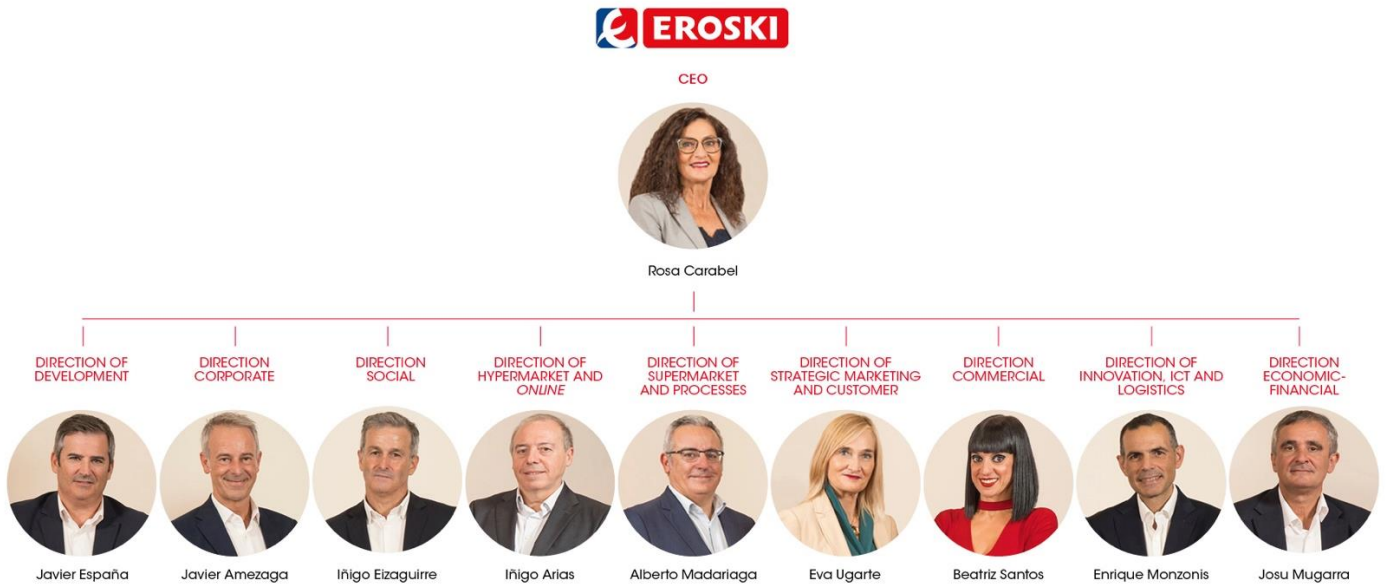 EROSKI
CEO
Rosa Carabel
DIRECTION OF
DEVELOPMENT
DIRECTION
CORPORATE
DIRECTION
SOCIAL
DIRECTION OF
HYPERMARKET AND
ONLINE
DIRECTION OF
SUPERMARKET
AND PROCESSES
DIRECTION OF
STRATEGIC MARKETING
AND CUSTOMER
DIRECTION
COMMERCIAL
DIRECTION OF
INNOVATION, ICT AND
LOGISTICS
DIRECTION
ECONOMIC-
FINANCIAL
Javier España
Javier Amezaga
Iñigo Eizaguirre
Iñigo Arias
Alberto Madariaga
Eva Ugarte
Beatriz Santos
Enrique Monzonis
Josu Mugarra